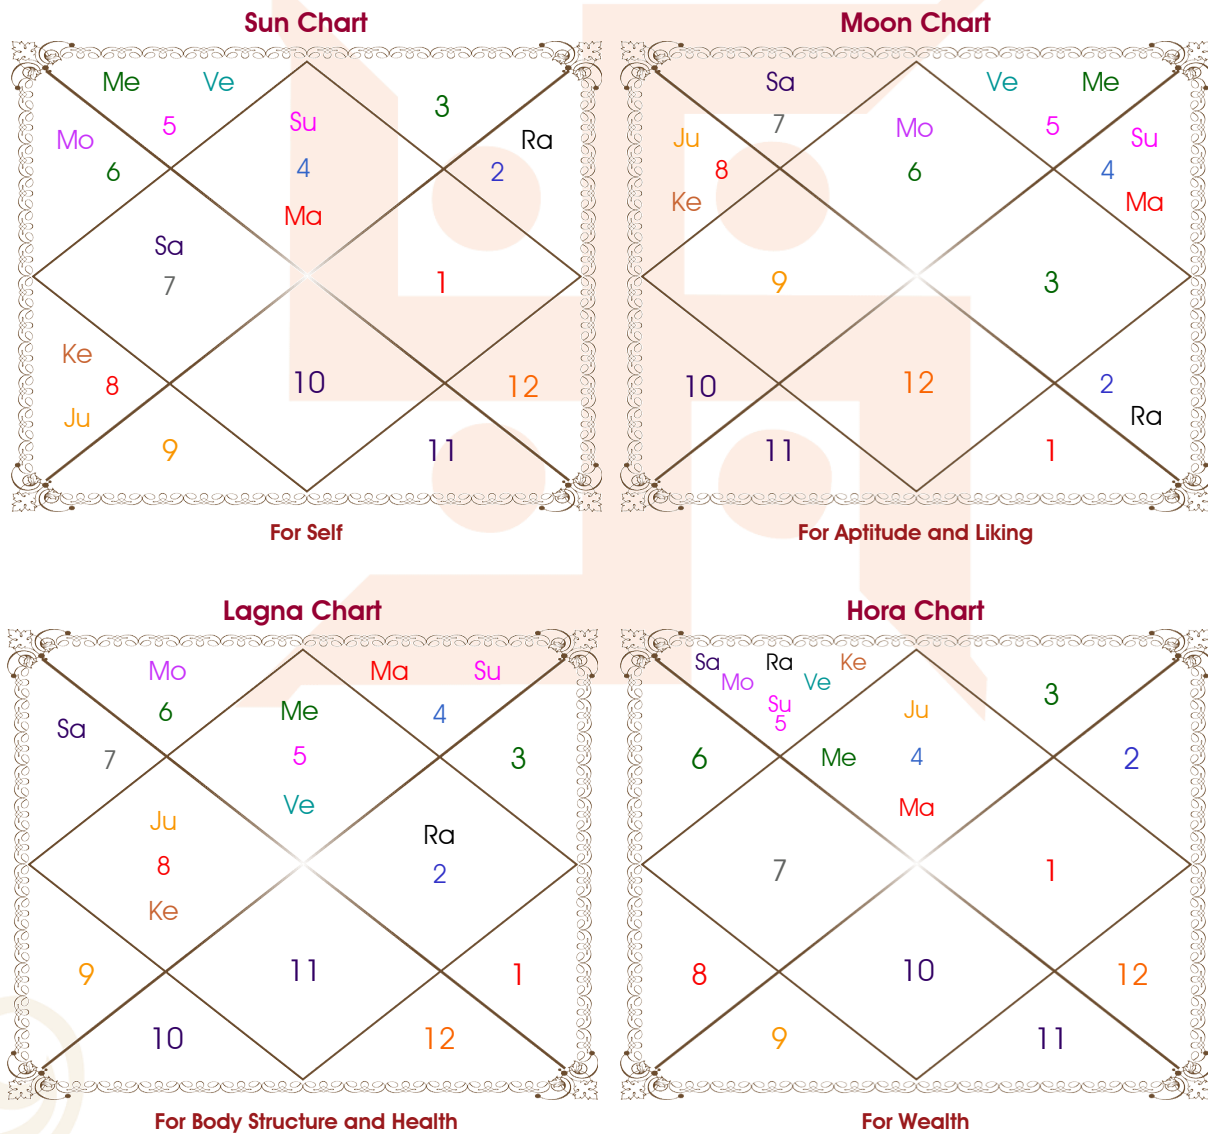 Sun Chart
Me Ve
5
Mo
6
Su
4
Ma
3
Ra
2
Sa
7
1
Ke
8
Ju
9
10
12
11
For Self
Moon Chart
Sa
7
Ju
8
Ke
Mo
6
Ve Me
5
Su
4
Ma
9
3
10
11
12
2
Ra
1
For Aptitude and Liking
Lagna Chart
Mo
6
Sa
7
Me
5
Ve
Ma Su
4
3
Ju
8
Ke
Ra
2
9
10
11
1
12
For Body Structure and Health
Hora Chart
Sa Ra Ke
Mo Ve
Su
5
6
Ju
Me 4
Ma
3
2
7
1
8
9
10
12
11
For Wealth